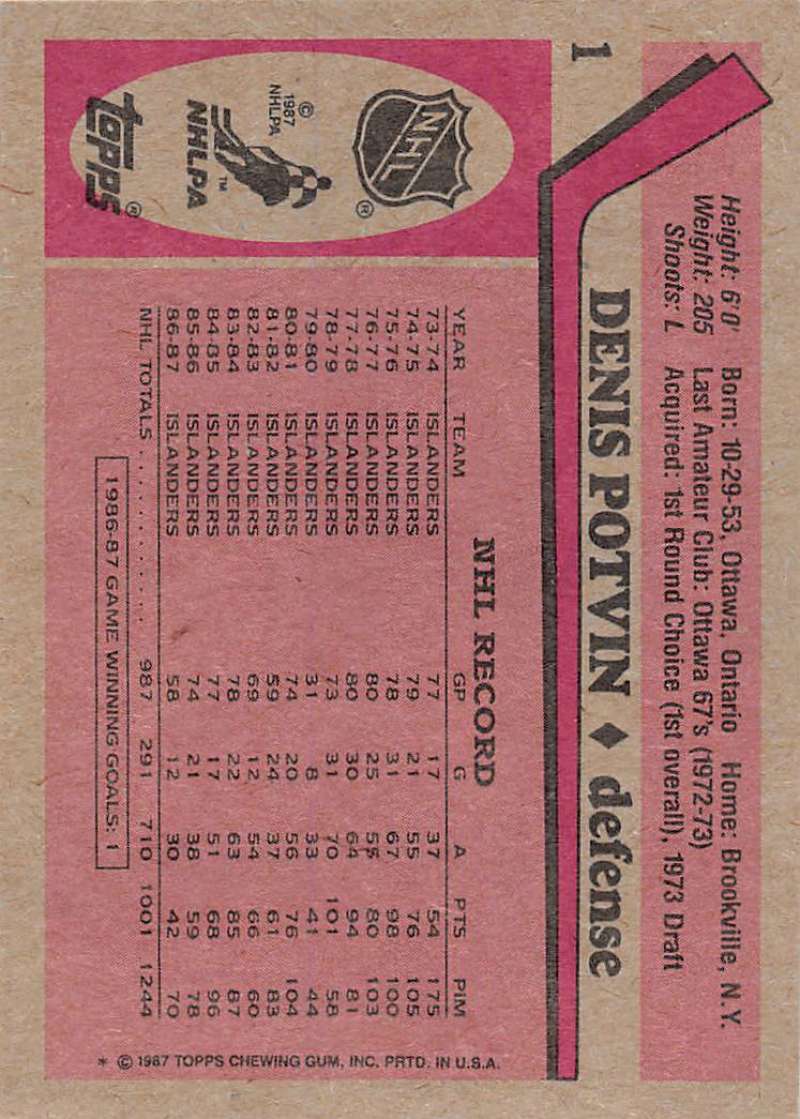 1
Height: 6'0" Born: 10-29-53, Ottawa, Ontario Home: Brookville, N.Y.
Weight: 205 Last Amateur Club: Ottawa 67's (1972-73)
Shoots: L Acquired: 1st Round Choice (1st overall), 1973 Draft
DENIS POTVIN ♦ defense
NHL
®
© 1987
NHLPA
™
NHLPA
TOPPS®
NHL RECORD
YEAR TEAM GP G A PTS PIM
73-74 ISLANDERS 77 17 37 54 175
74-75 ISLANDERS 79 21 55 76 105
75-76 ISLANDERS 78 31 67 98 100
76-77 ISLANDERS 80 25 55 80 103
77-78 ISLANDERS 80 30 64 94 81
78-79 ISLANDERS 73 31 70 101 58
79-80 ISLANDERS 31 8 33 41 44
80-81 ISLANDERS 74 20 56 76 104
81-82 ISLANDERS 59 24 37 61 83
82-83 ISLANDERS 69 12 54 66 60
83-84 ISLANDERS 78 22 63 85 87
84-85 ISLANDERS 77 17 51 68 96
85-86 ISLANDERS 74 21 38 59 78
86-87 ISLANDERS 58 12 30 42 70
NHL TOTALS . . . . . . . . . . 987 291 710 1001 1244
1986-87 GAME WINNING GOALS: 1
* © 1987 TOPPS CHEWING GUM, INC. PRTD. IN U.S.A.